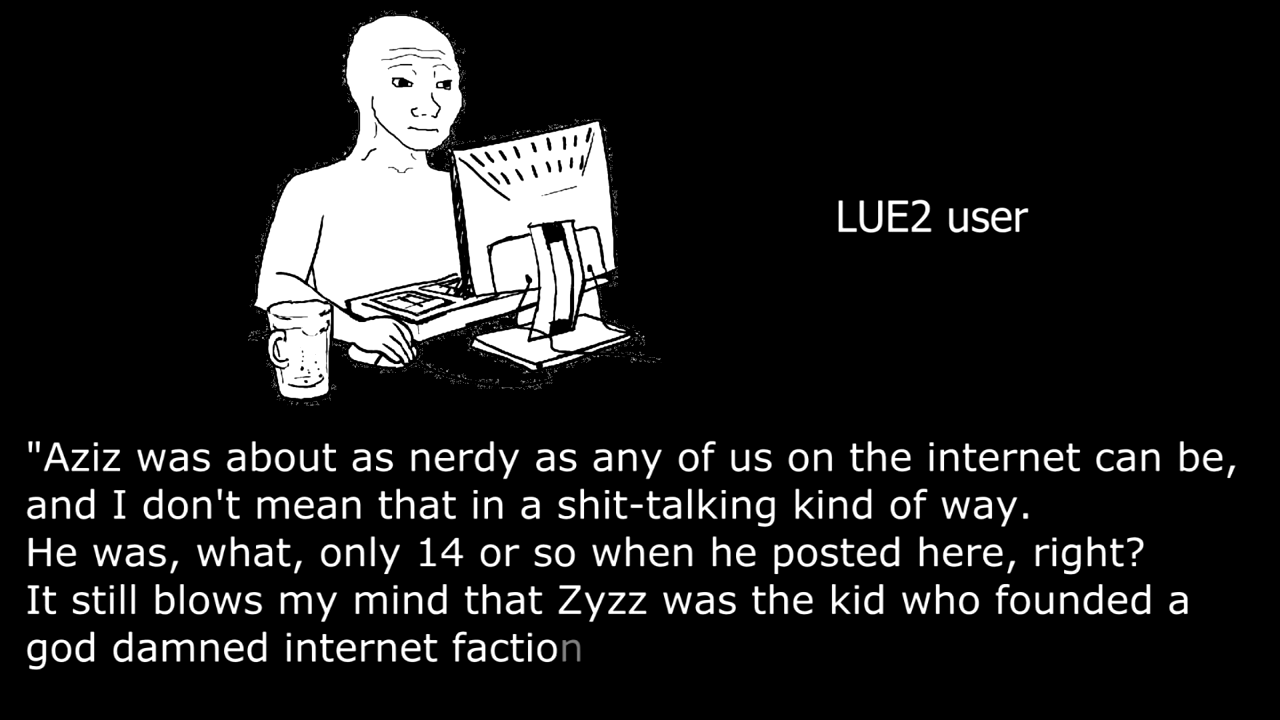 LUE2 user
"Aziz was about as nerdy as any of us on the internet can be,
and I don't mean that in a shit-talking kind of way.
He was, what, only 14 or so when he posted here, right?
It still blows my mind that Zyzz was the kid who founded a
god damned internet faction